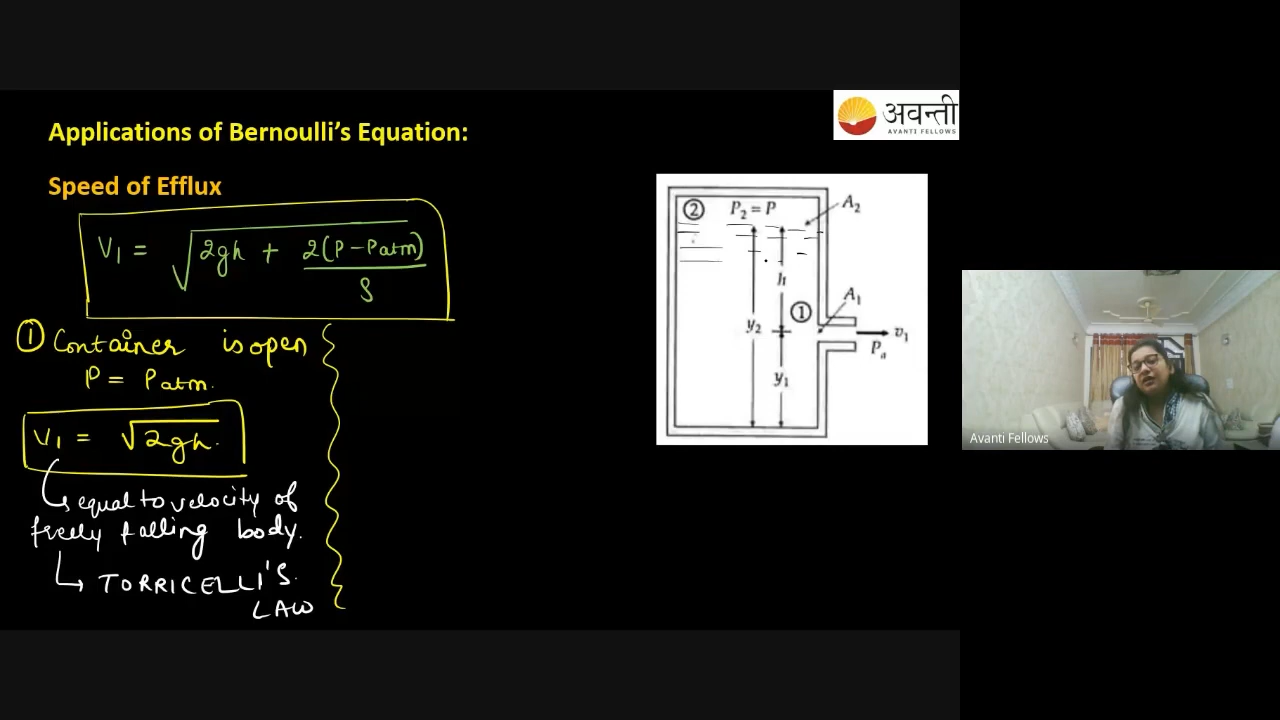 अवन्ती
AVANTI FELLOWS
Applications of Bernoulli's Equation:
Speed of Efflux
V₁ = √(2gh + 2(P - Patm)/ρ)
① Container is open
P = Patm.
V₁ = √2gh.
↳ equal to velocity of
freely falling body.
↳ TORRICELLI'S.
LAW
② P₂ = P A₂
h
① A₁
y₂ v₁
Pₐ
y₁
Avanti Fellows